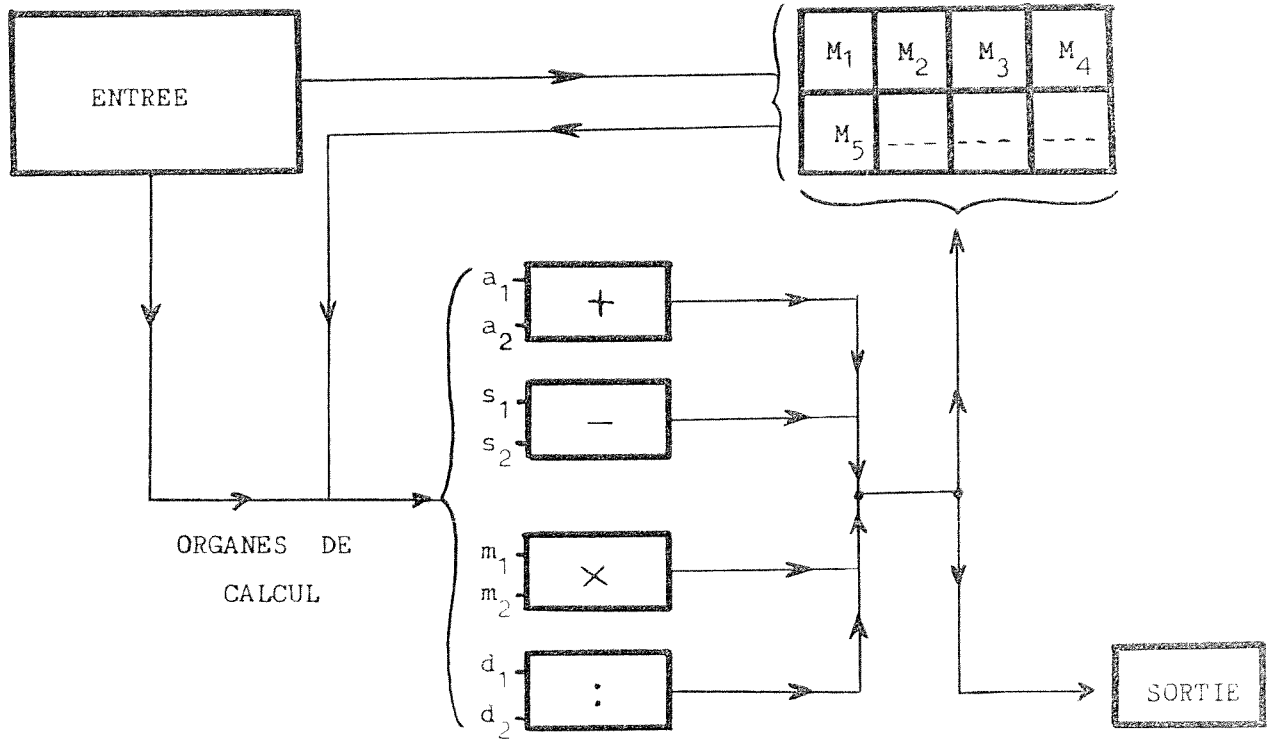 ENTREE
M1 M2 M3 M4
M5 --- --- ---
a1
+
a2
s1
−
s2
ORGANES DE
CALCUL
m1
×
m2
d1
:
d2
SORTIE